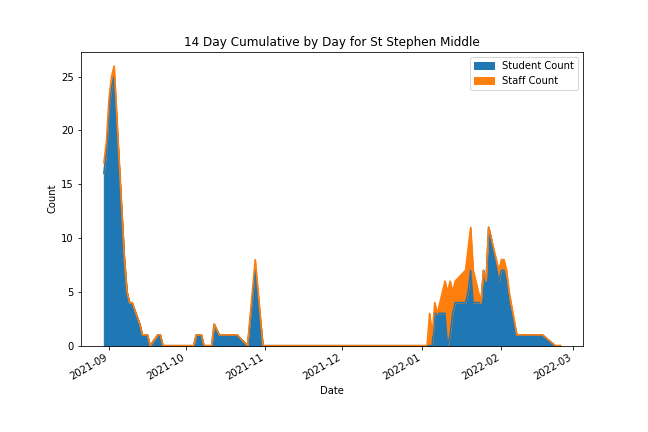 14 Day Cumulative by Day for St Stephen Middle
Student Count
Staff Count
25
20
15
10
5
0
Count
2021-09
2021-10
2021-11
2021-12
2022-01
2022-02
2022-03
Date